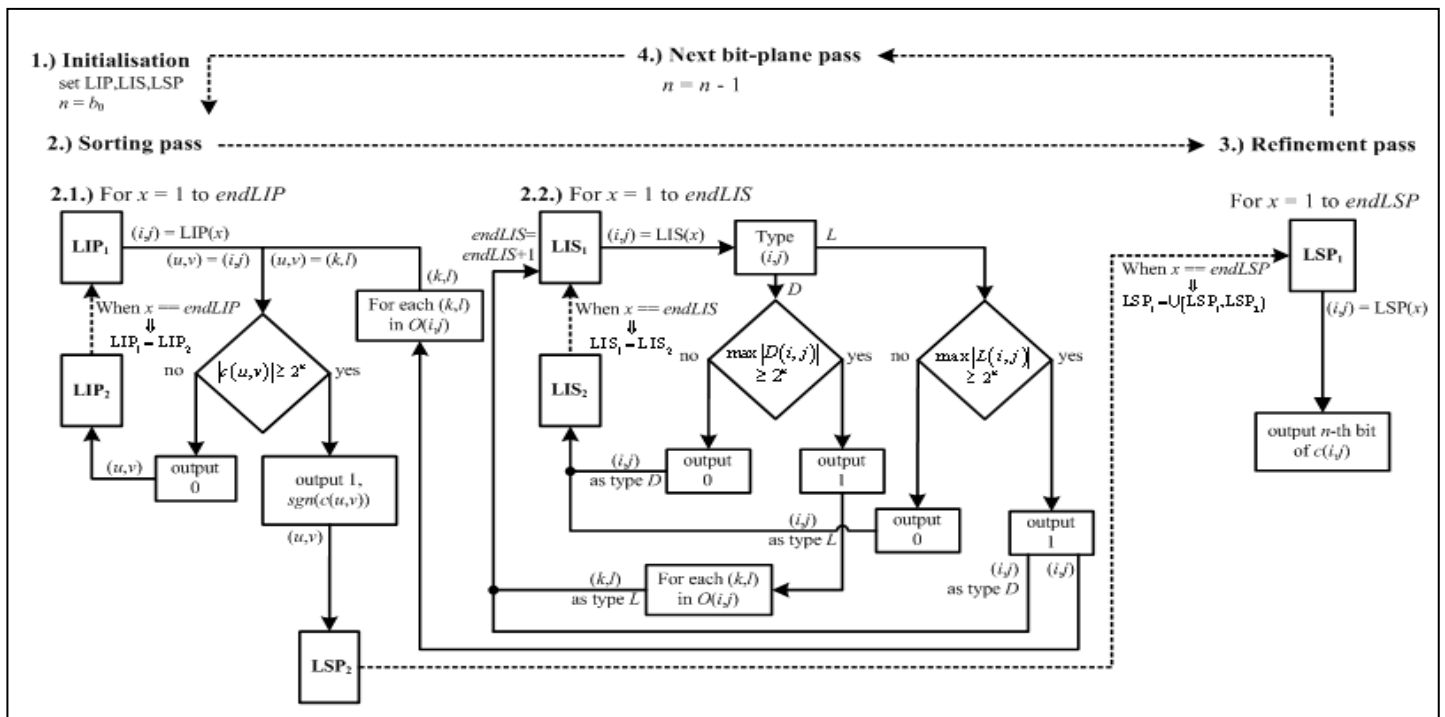 1.) Initialisation
set LIP,LIS,LSP
n = b₀
4.) Next bit-plane pass
n = n - 1
2.) Sorting pass
3.) Refinement pass
2.1.) For x = 1 to endLIP
LIP₁
(i,j) = LIP(x)
(u,v) = (i,j)
(u,v) = (k,l)
When x == endLIP
⇓
LIP₁ = LIP₂
LIP₂
no
|c(u,v)| ≥ 2ⁿ
yes
(u,v)
output
0
output 1,
sgn(c(u,v))
(u,v)
LSP₂
(k,l)
For each (k,l)
in O(i,j)
2.2.) For x = 1 to endLIS
endLIS=
endLIS+1
LIS₁
(i,j) = LIS(x)
Type
(i,j)
L
D
When x == endLIS
⇓
LIS₁ = LIS₂
LIS₂
no
max|D(i,j)|
≥ 2ⁿ
yes
no
max|L(i,j)|
≥ 2ⁿ
yes
(i,j)
as type D
output
0
output
1
(i,j)
as type L
output
0
output
1
(i,j)
as type D
(i,j)
(k,l)
as type L
For each (k,l)
in O(i,j)
For x = 1 to endLSP
When x == endLSP
⇓
LSP₁=∪(LSP₁,LSP₂)
LSP₁
(i,j) = LSP(x)
output n-th bit
of c(i,j)